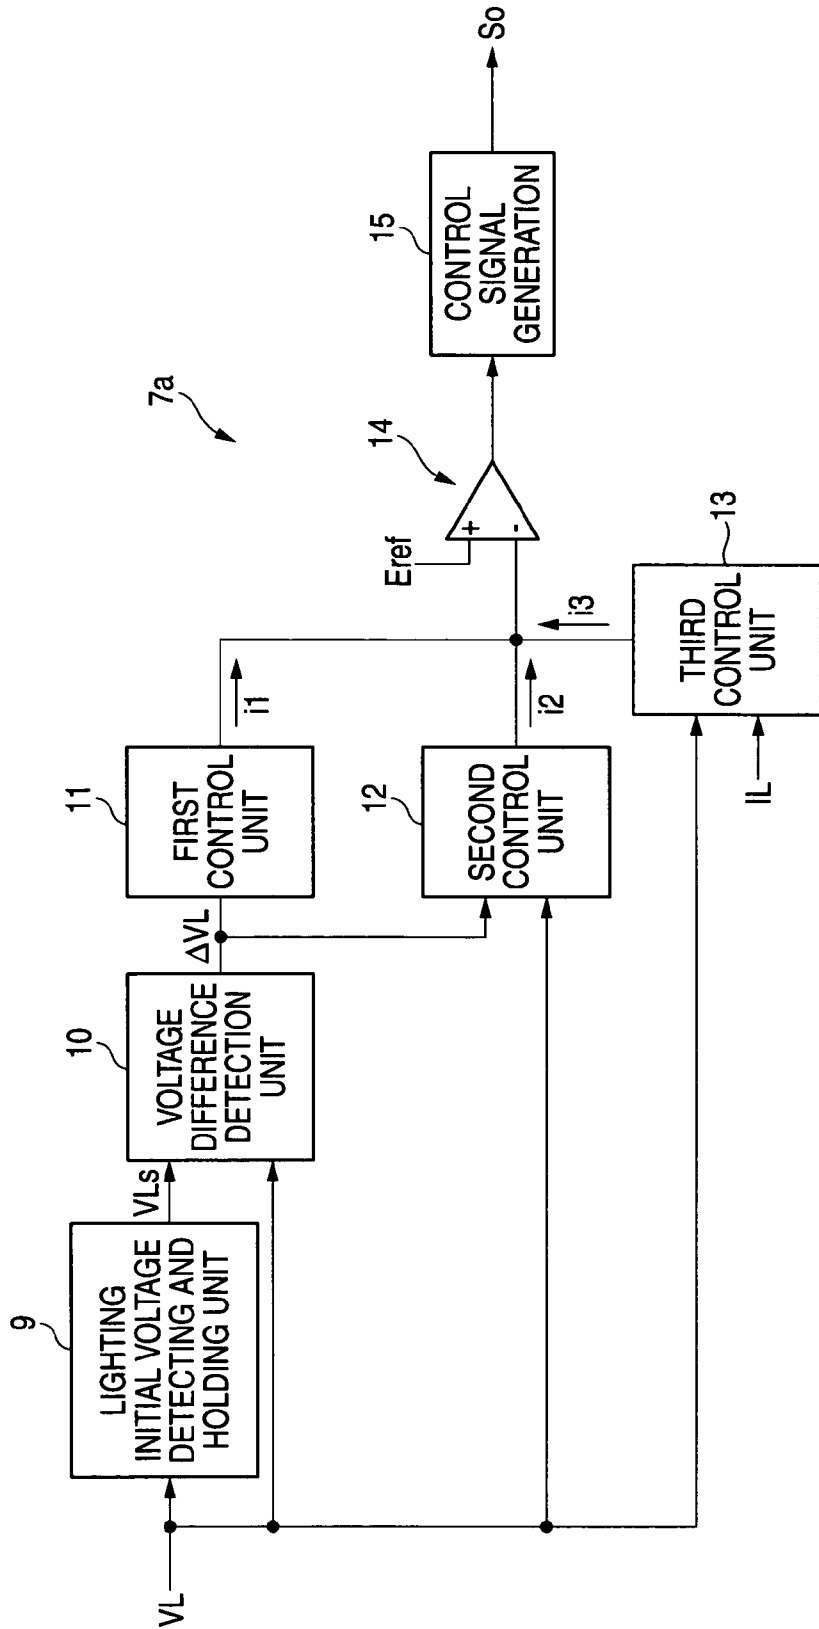 7a
VL
9
LIGHTING
INITIAL VOLTAGE
DETECTING AND
HOLDING UNIT
VLs
10
VOLTAGE
DIFFERENCE
DETECTION
UNIT
ΔVL
11
FIRST
CONTROL
UNIT
i1
12
SECOND
CONTROL
UNIT
i2
IL
13
THIRD
CONTROL
UNIT
i3
Eref
14
+
-
15
CONTROL
SIGNAL
GENERATION
So